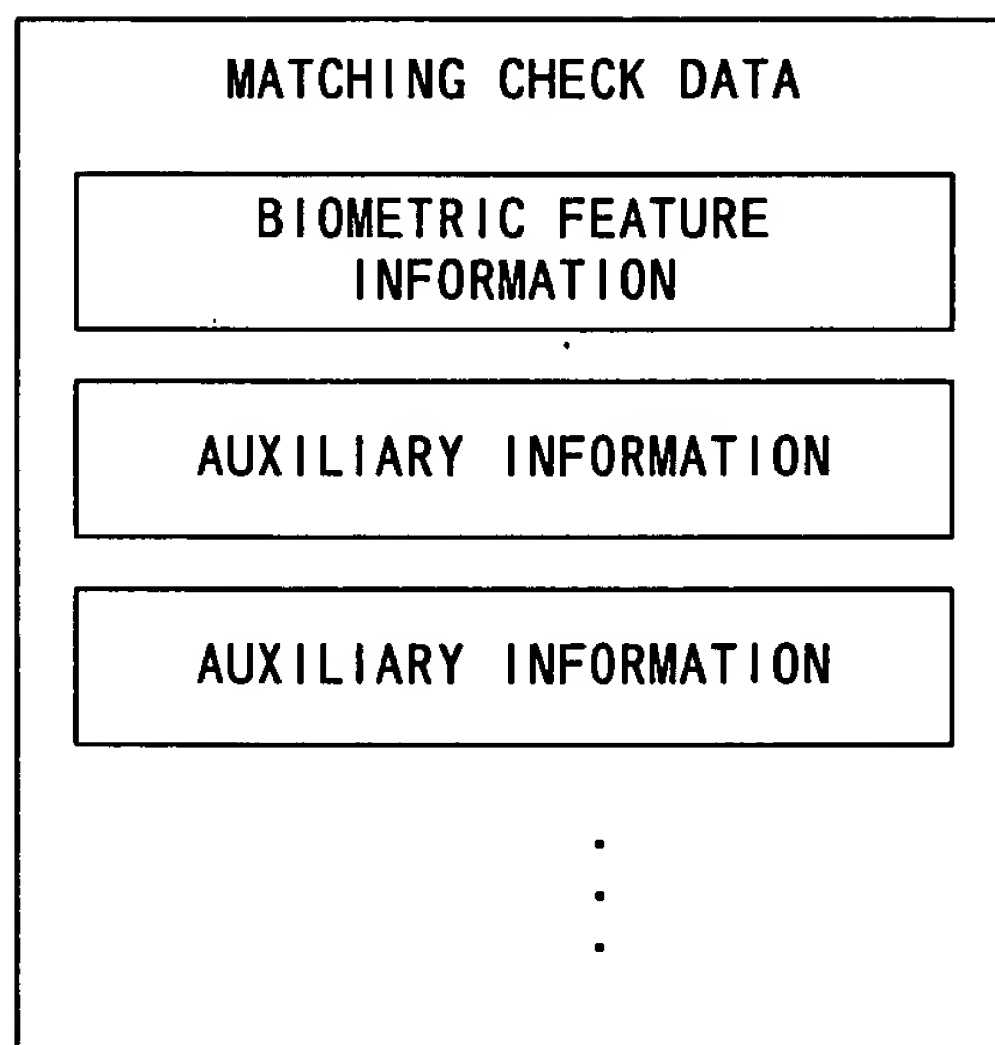 MATCHING CHECK DATA
BIOMETRIC FEATURE
INFORMATION
AUXILIARY INFORMATION
AUXILIARY INFORMATION